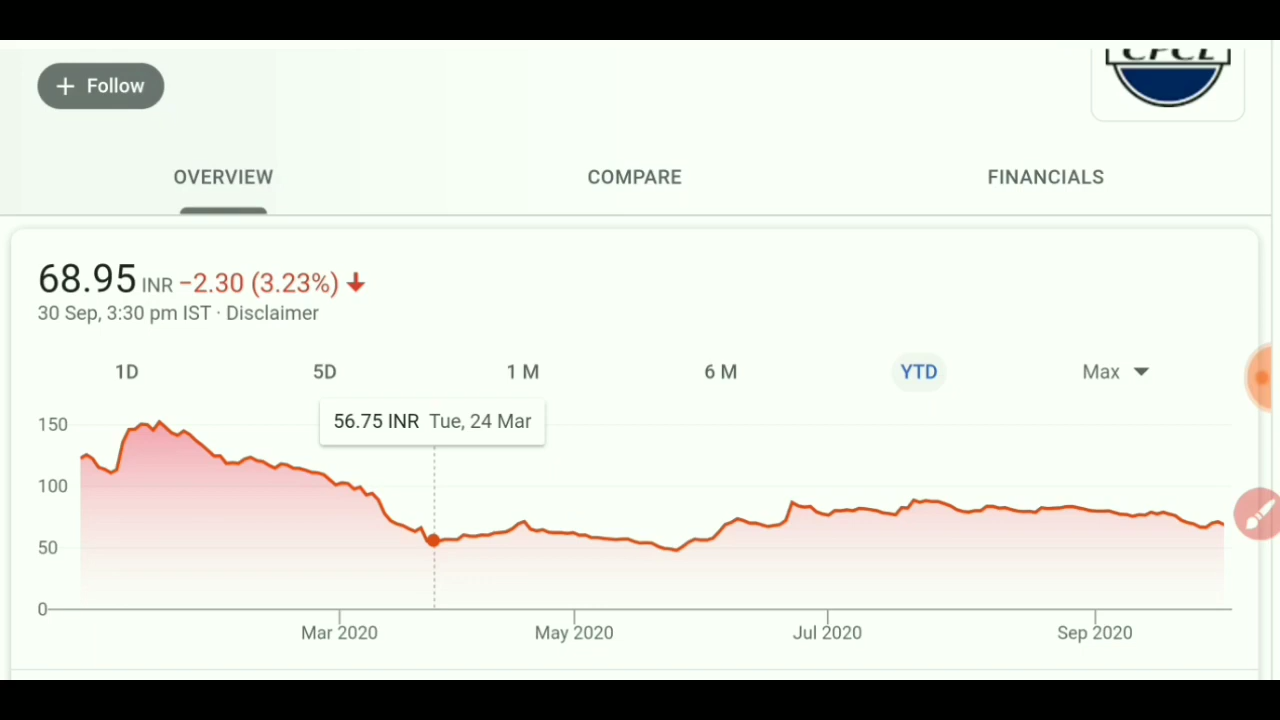 CPCL
+ Follow
OVERVIEW COMPARE FINANCIALS
68.95 INR −2.30 (3.23%)
30 Sep, 3:30 pm IST · Disclaimer
1D 5D 1 M 6 M YTD Max
56.75 INR Tue, 24 Mar
150
100
50
0
Mar 2020 May 2020 Jul 2020 Sep 2020